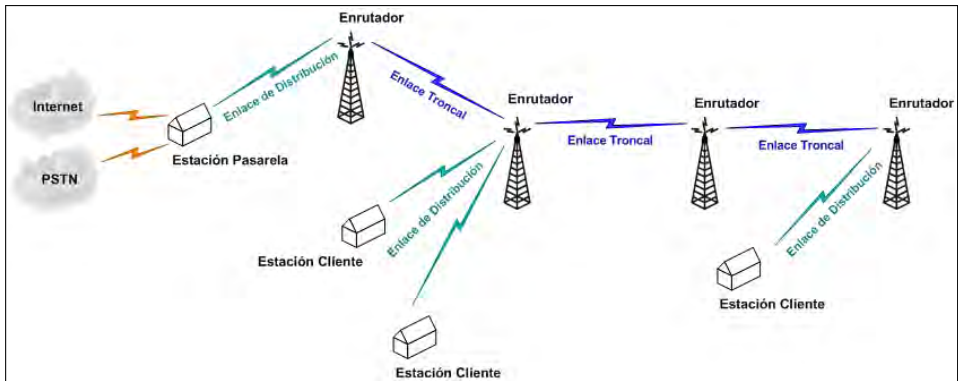 Enrutador
Enlace de Distribución
Enlace Troncal
Enrutador
Enrutador
Enrutador
Internet
Estación Pasarela
PSTN
Enlace Troncal
Enlace Troncal
Enlace de Distribución
Estación Cliente
Enlace de Distribución
Enlace de Distribución
Estación Cliente
Estación Cliente